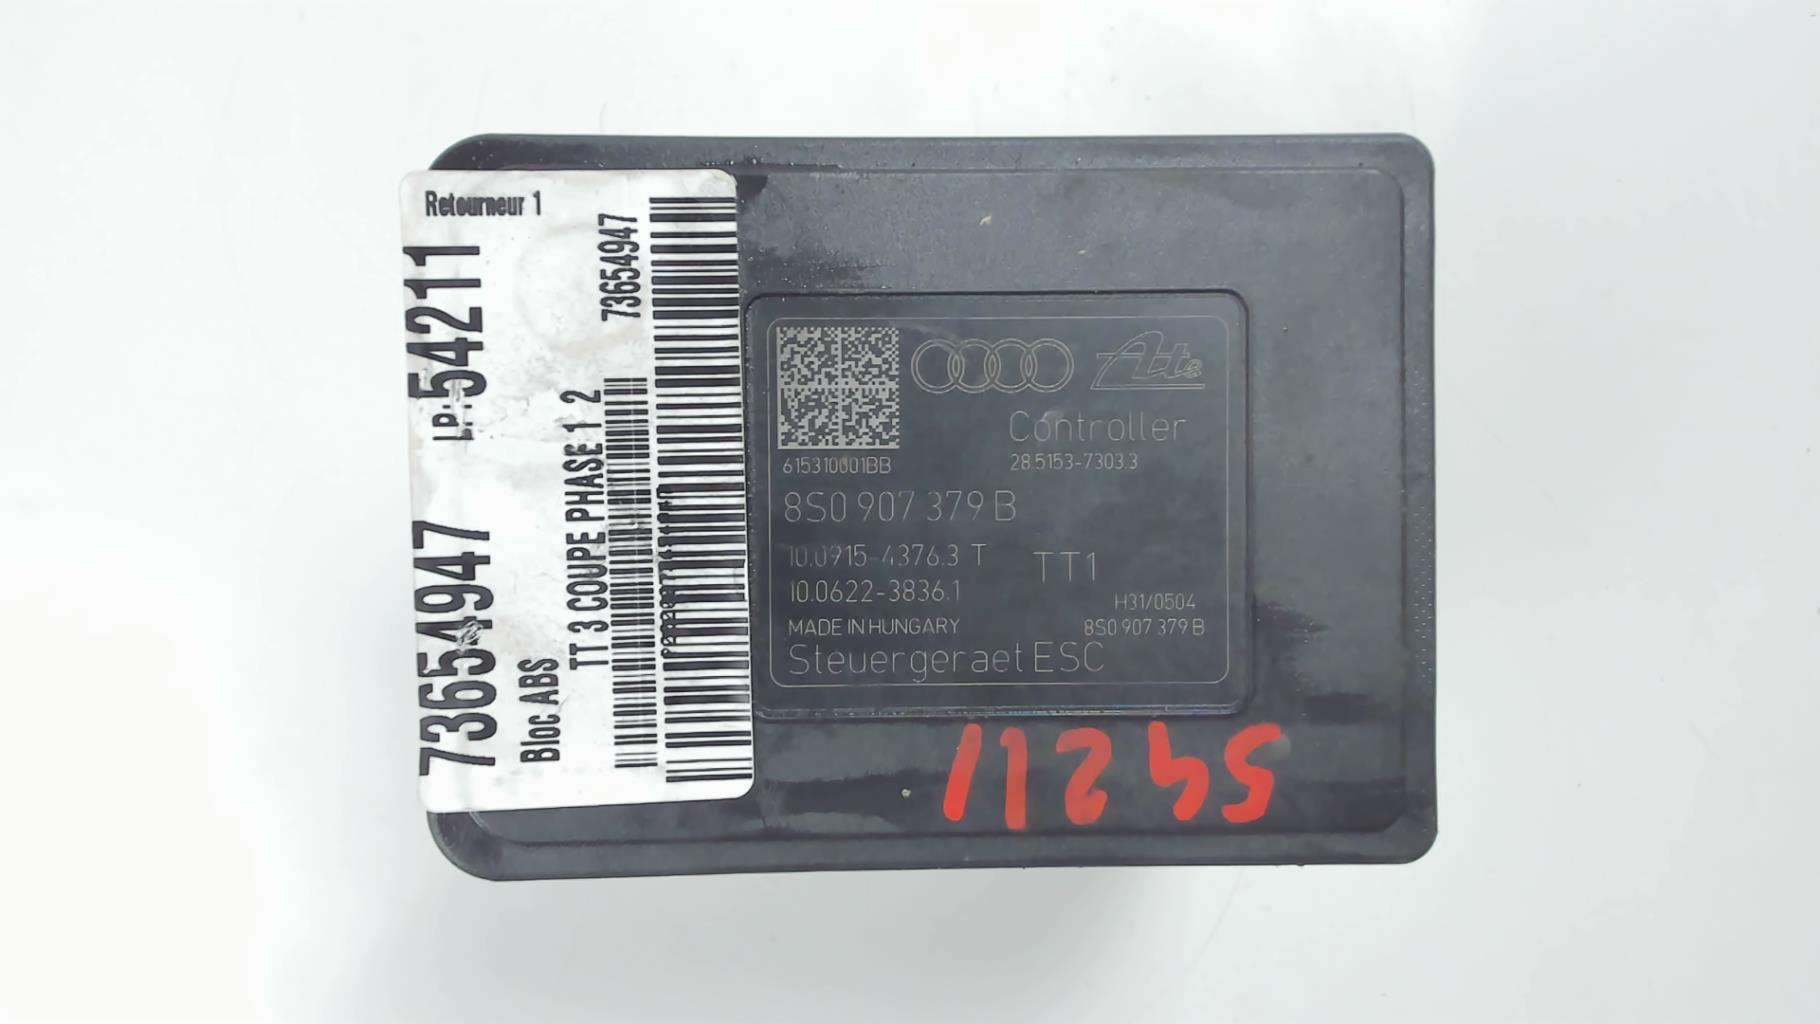 Retourneur 1
73654947 LP: 54211
Bloc ABS
TT 3 COUPE PHASE 1 2
73654947
Ate
Controller
615310001BB
28.5153-7303.3
8S0 907 379 B
10.0915-4376.3 T
TT1
10.0622-3836.1
H31/0504
MADE IN HUNGARY
8S0 907 379 B
Steuergeraet ESC
54211